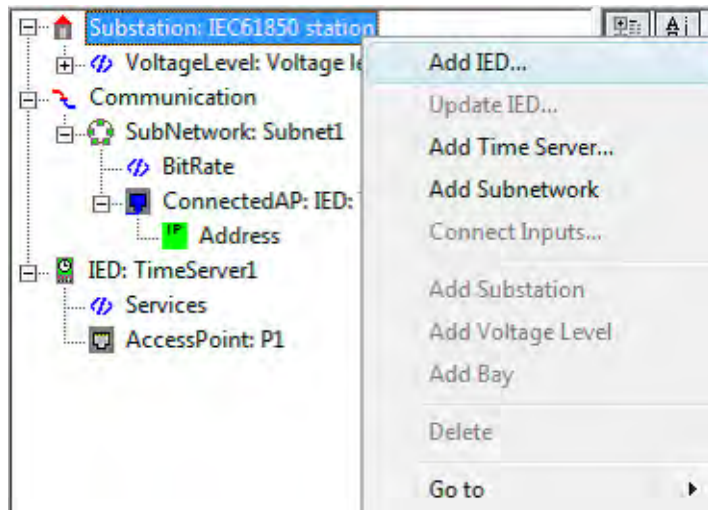 Substation: IEC61850 station
VoltageLevel: Voltage le
Communication
SubNetwork: Subnet1
BitRate
ConnectedAP: IED:
IP
Address
IED: TimeServer1
Services
AccessPoint: P1
Add IED...
Update IED...
Add Time Server...
Add Subnetwork
Connect Inputs...
Add Substation
Add Voltage Level
Add Bay
Delete
Go to